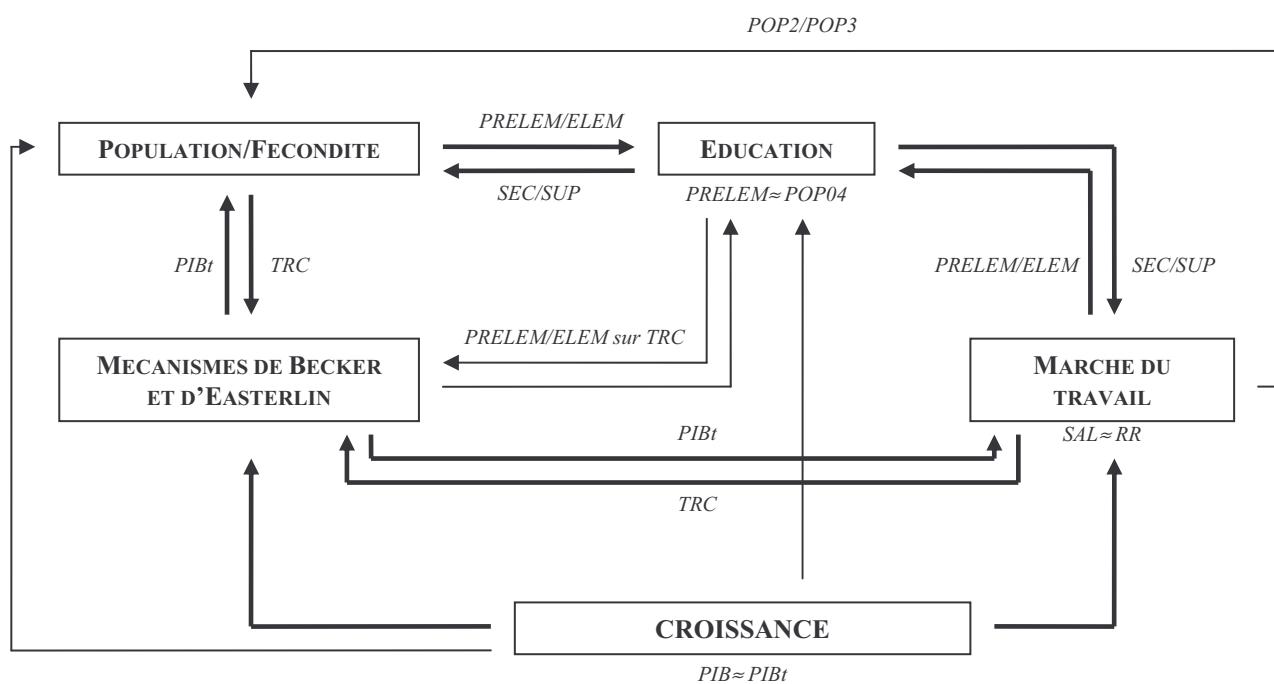 POP2/POP3
POPULATION/FECONDITE
PRELEM/ELEM
EDUCATION
SEC/SUP
PRELEM≈POP04
PIBt
TRC
PRELEM/ELEM
SEC/SUP
PRELEM/ELEM sur TRC
MECANISMES DE BECKER
ET D’EASTERLIN
MARCHE DU
TRAVAIL
SAL≈RR
PIBt
TRC
CROISSANCE
PIB≈PIBt